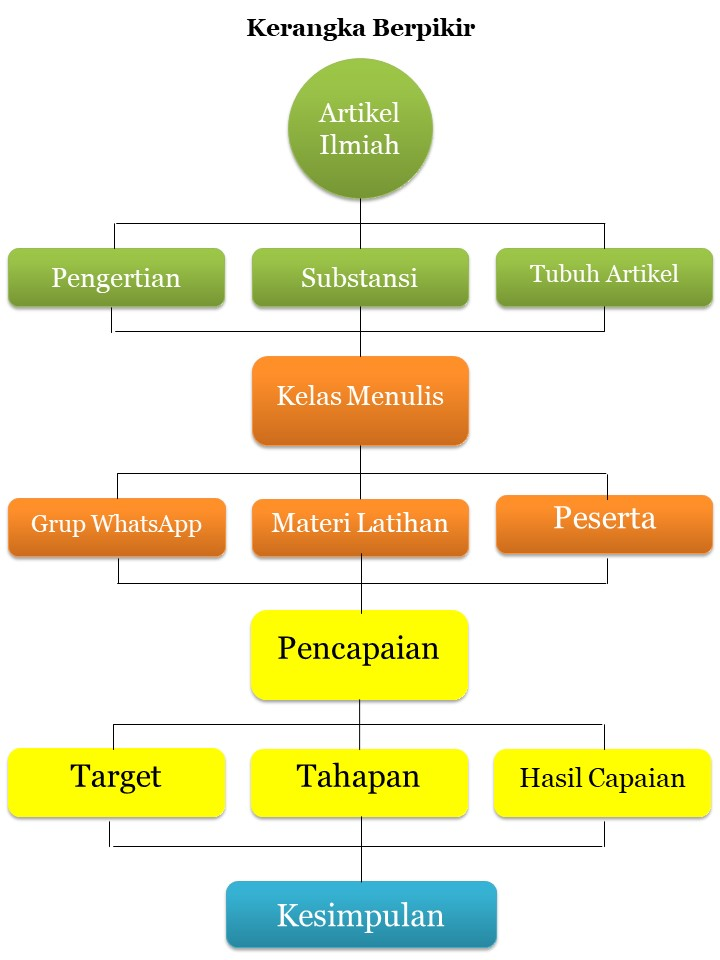 Kerangka Berpikir
Artikel
Ilmiah
Pengertian
Substansi
Tubuh Artikel
Kelas Menulis
Grup WhatsApp
Materi Latihan
Peserta
Pencapaian
Target
Tahapan
Hasil Capaian
Kesimpulan